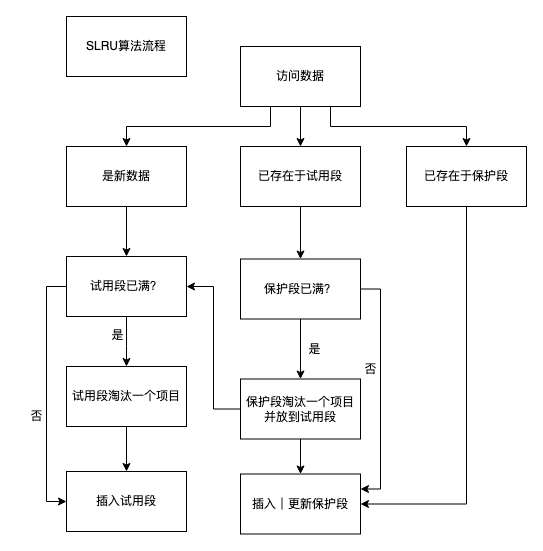 SLRU算法流程
访问数据
是新数据
已存在于试用段
已存在于保护段
试用段已满?
保护段已满?
是
是
否
试用段淘汰一个项目
保护段淘汰一个项目
并放到试用段
否
插入试用段
插入｜更新保护段